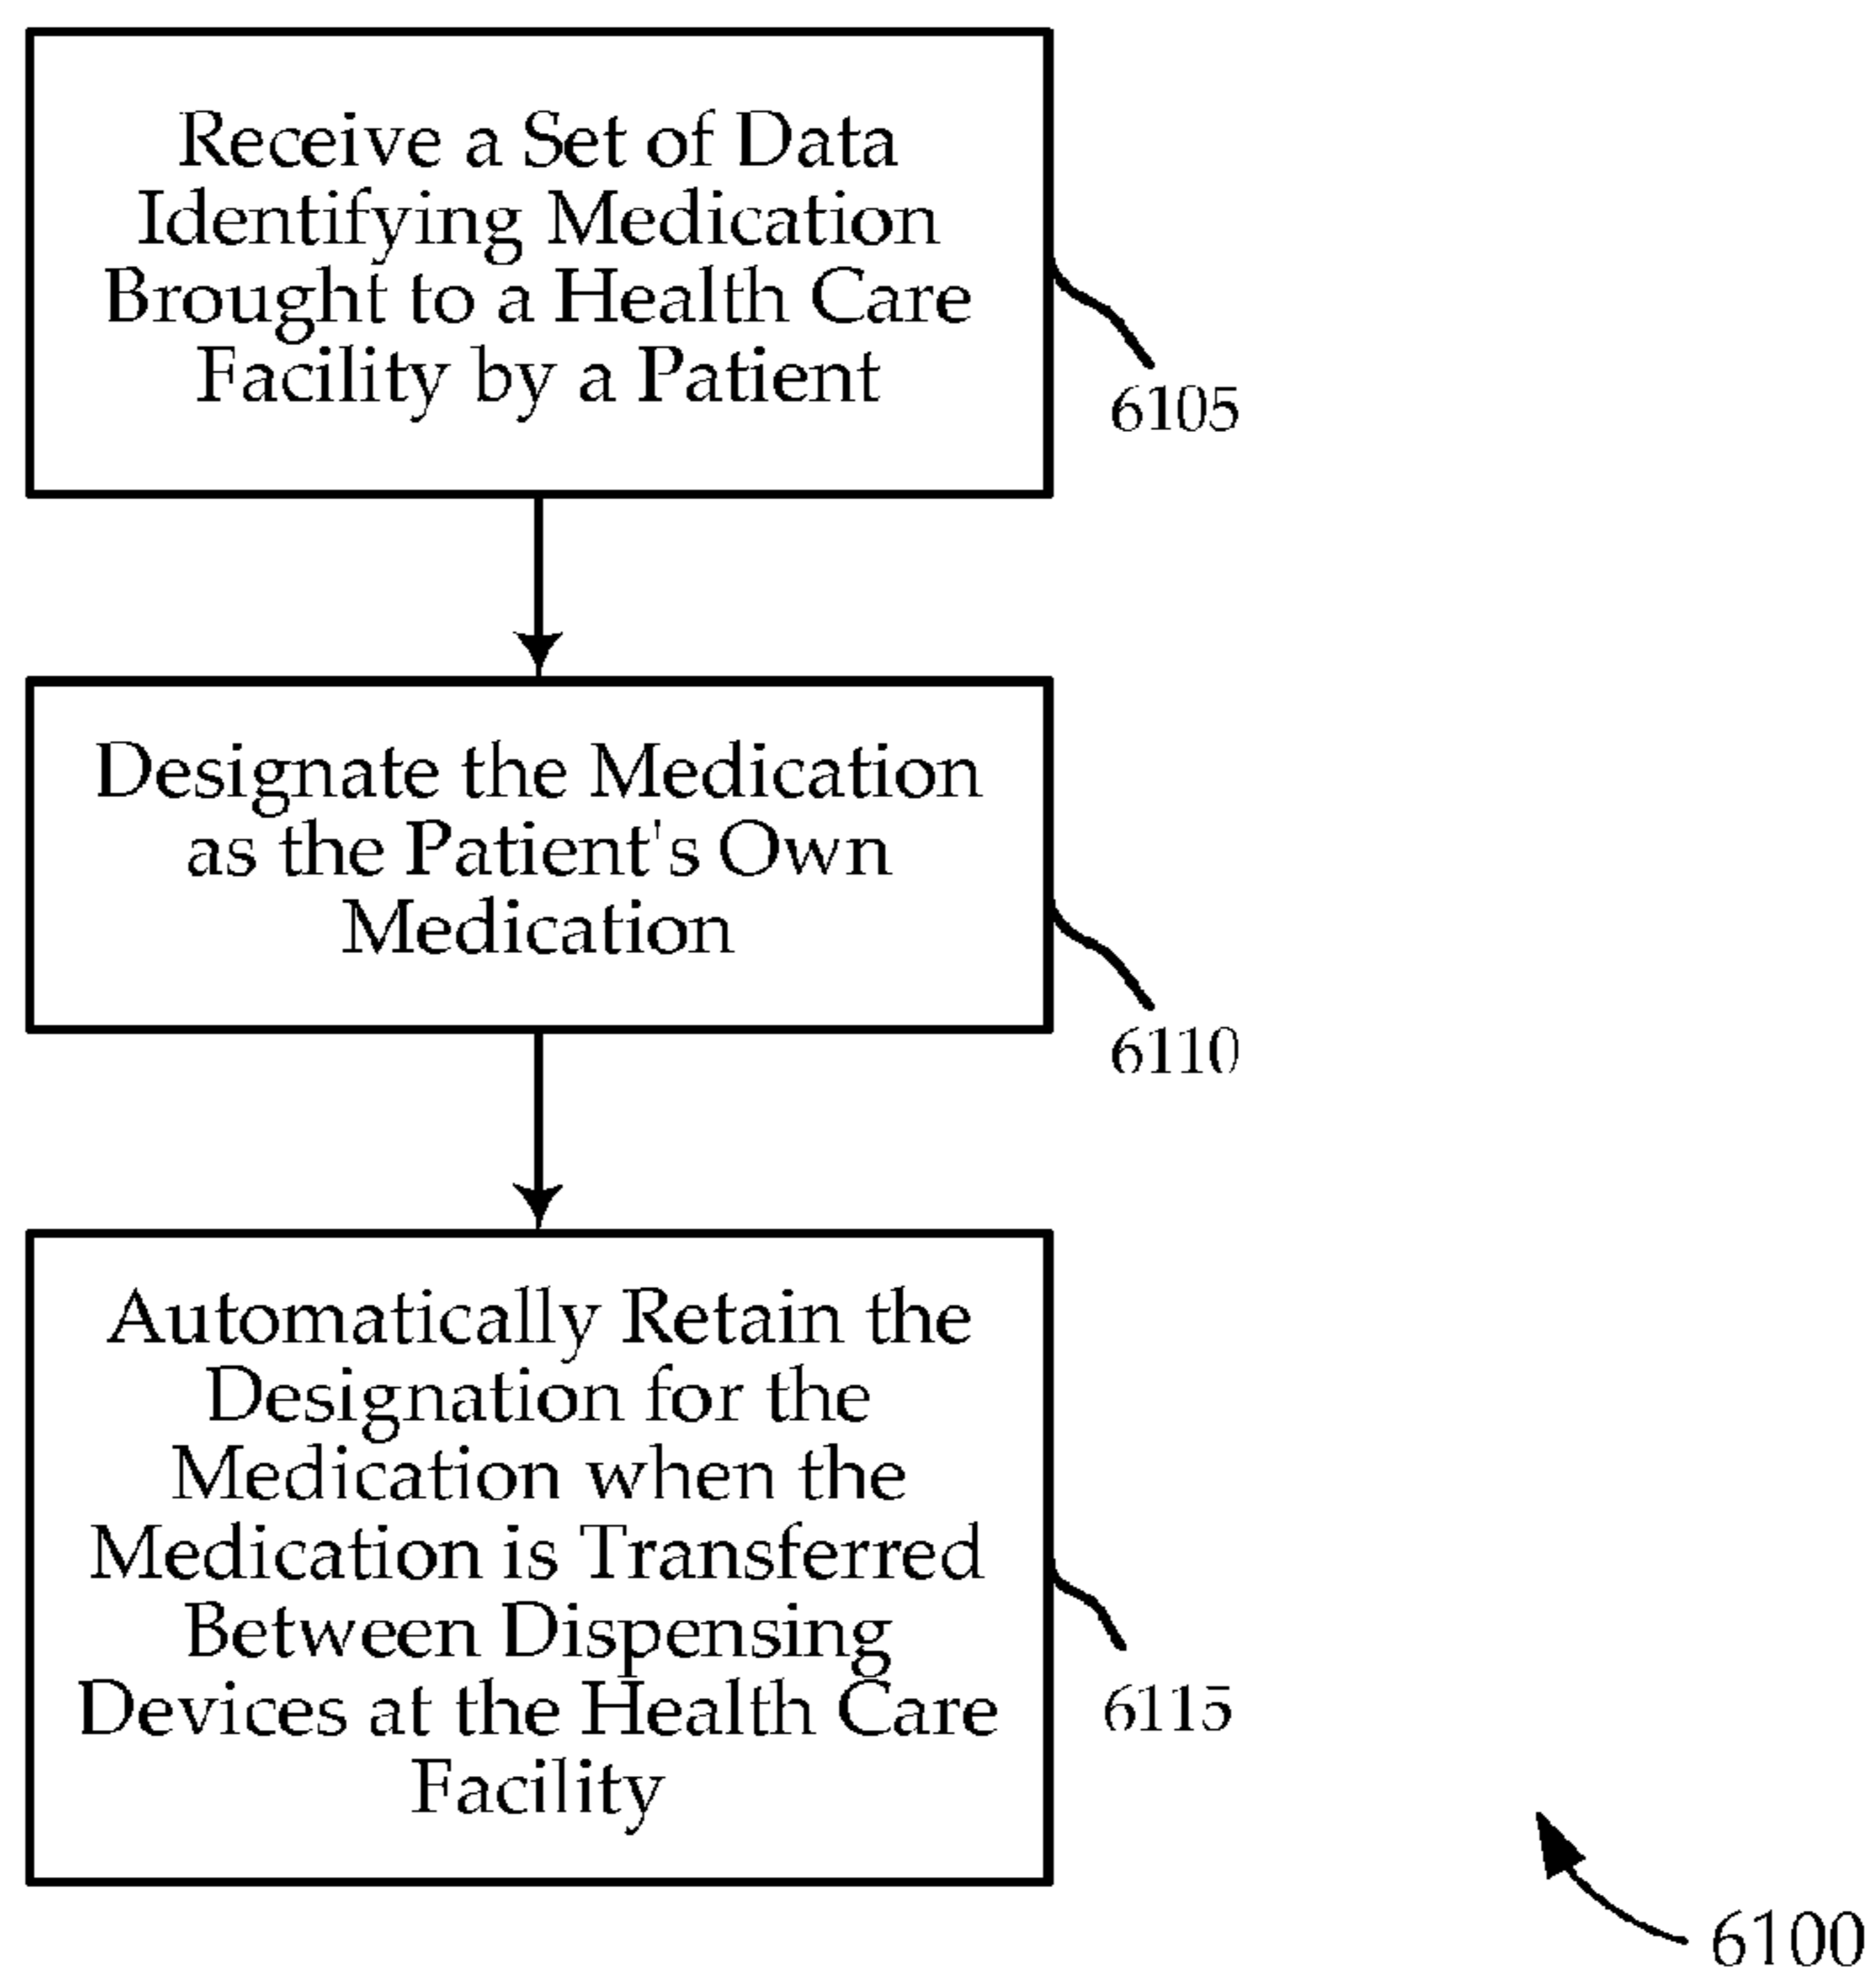 Receive a Set of Data
Identifying Medication
Brought to a Health Care
Facility by a Patient
6105
Designate the Medication
as the Patient's Own
Medication
6110
Automatically Retain the
Designation for the
Medication when the
Medication is Transferred
Between Dispensing
Devices at the Health Care
Facility
6115
6100